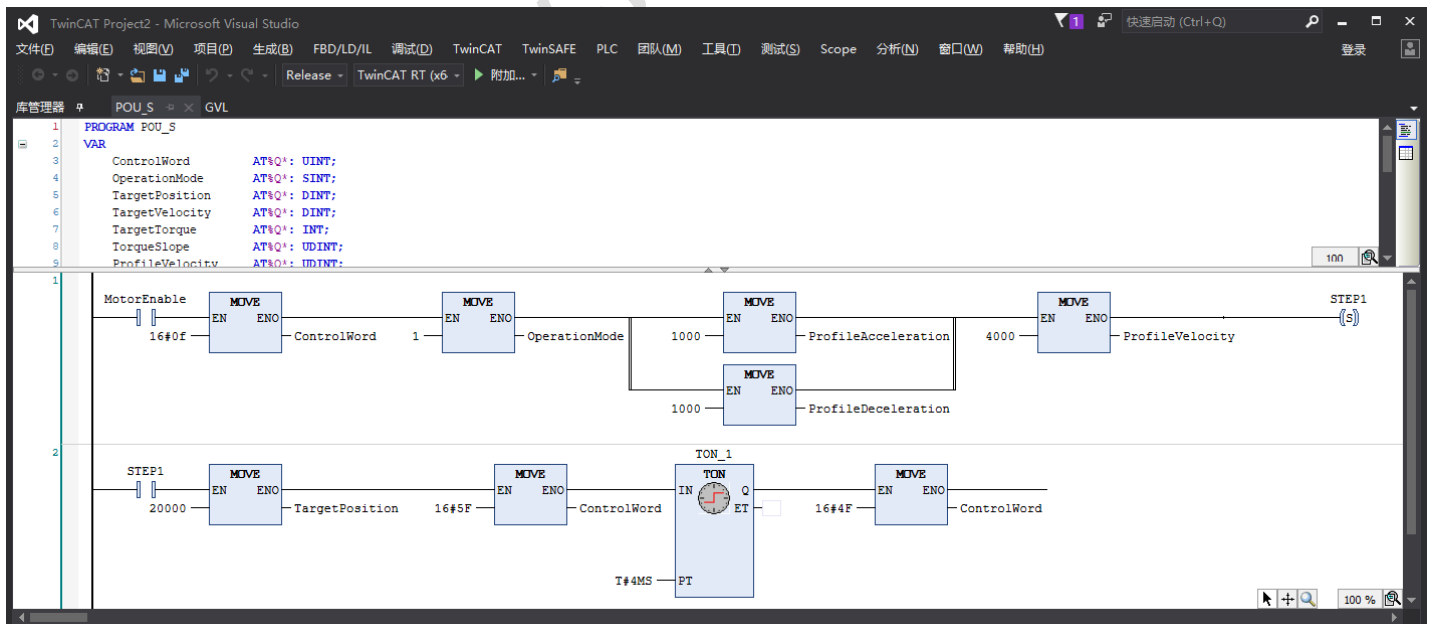 TwinCAT Project2 - Microsoft Visual Studio 1 快速启动 (Ctrl+Q)
文件(F) 编辑(E) 视图(V) 项目(P) 生成(B) FBD/LD/IL 调试(D) TwinCAT TwinSAFE PLC 团队(M) 工具(T) 测试(S) Scope 分析(N) 窗口(W) 帮助(H) 登录
Release TwinCAT RT (x6 附加...
库管理器 POU_S GVL
1 PROGRAM POU_S
2 VAR
3 ControlWord AT%Q*: UINT;
4 OperationMode AT%Q*: SINT;
5 TargetPosition AT%Q*: DINT;
6 TargetVelocity AT%Q*: DINT;
7 TargetTorque AT%Q*: INT;
8 TorqueSlope AT%Q*: UDINT;
9 ProfileVelocity AT%Q*: UDINT;
100
1
MotorEnable MOVE MOVE MOVE MOVE STEP1
EN ENO EN ENO EN ENO EN ENO S
16#0f ControlWord 1 OperationMode 1000 ProfileAcceleration 4000 ProfileVelocity
MOVE
EN ENO
1000 ProfileDeceleration
2
TON_1
STEP1 MOVE MOVE TON MOVE
EN ENO EN ENO IN Q EN ENO
20000 TargetPosition 16#5F ControlWord ET 16#4F ControlWord
T#4MS PT
100 %